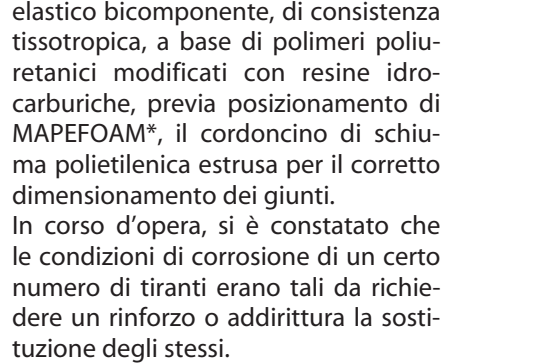 elastico bicomponente, di consistenza
tissotropica, a base di polimeri poliu-
retanici modificati con resine idro-
carburiche, previa posizionamento di
MAPEFOAM*, il cordoncino di schiu-
ma polietilenica estrusa per il corretto
dimensionamento dei giunti.
In corso d’opera, si è constatato che
le condizioni di corrosione di un certo
numero di tiranti erano tali da richie-
dere un rinforzo o addirittura la sosti-
tuzione degli stessi.